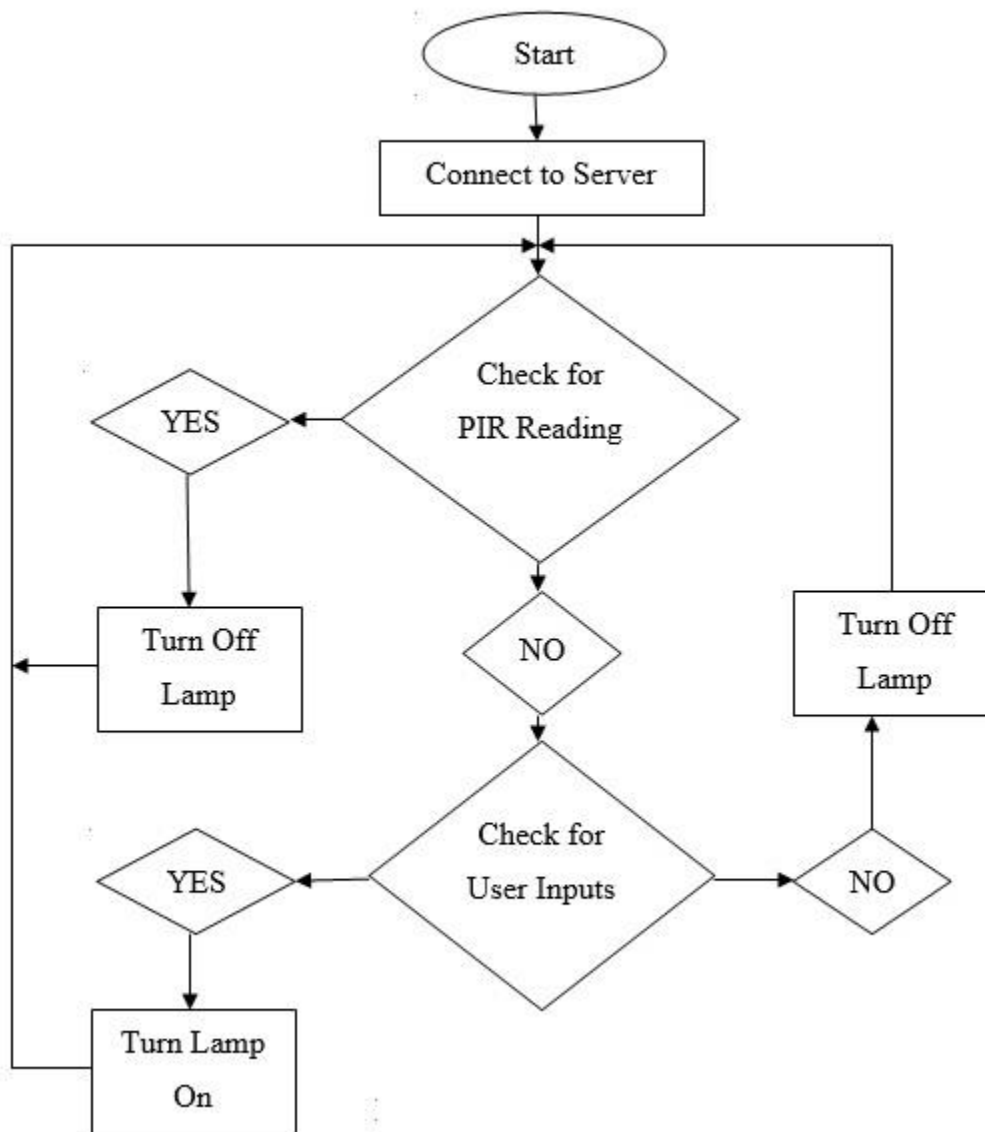 Start
Connect to Server
Check for
PIR Reading
YES
Turn Off
Lamp
NO
Turn Off
Lamp
Check for
User Inputs
YES
NO
Turn Lamp
On